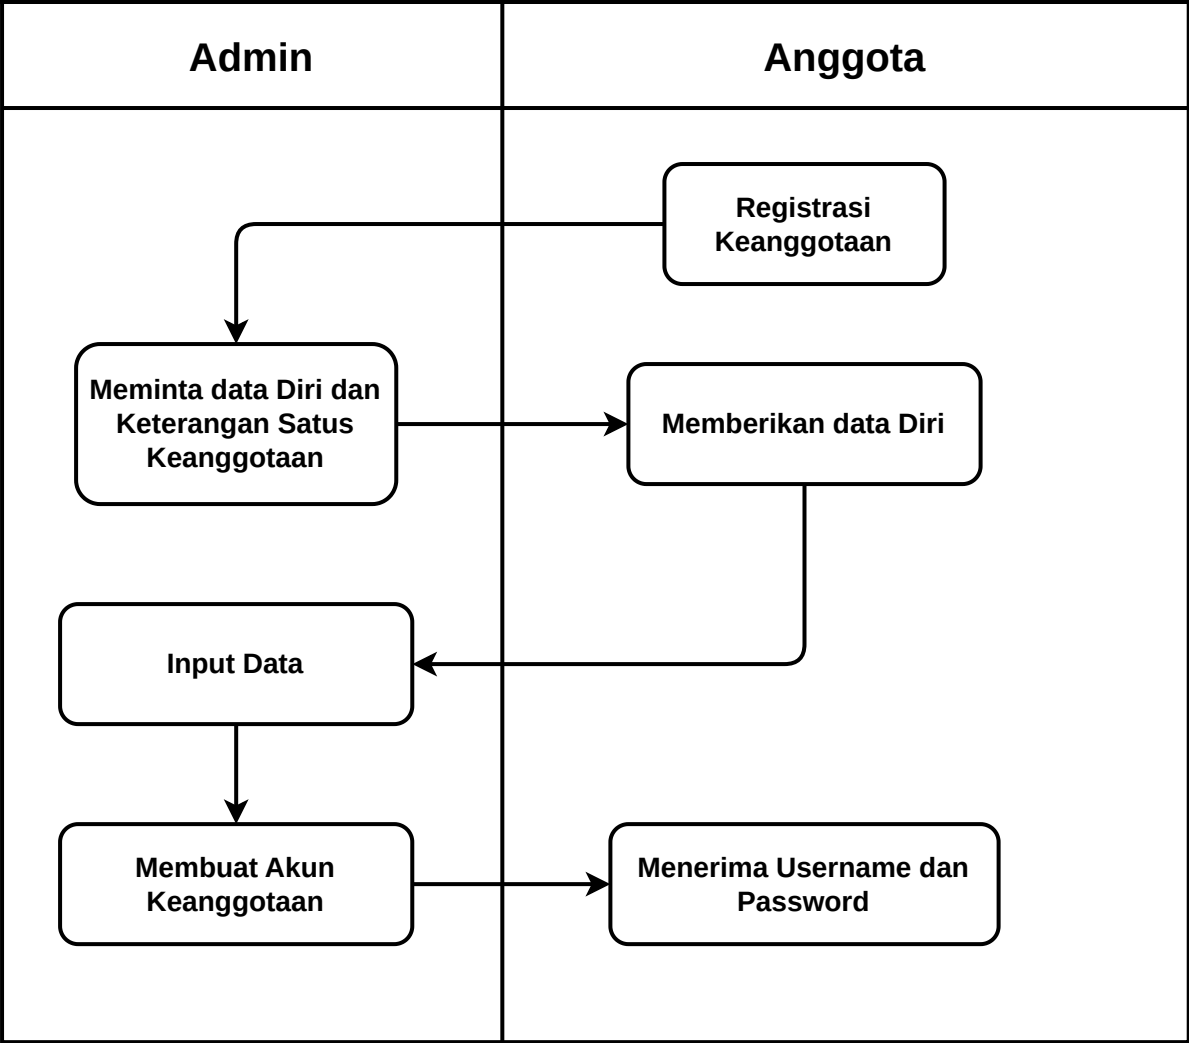 Admin
Anggota
Registrasi
Keanggotaan
Meminta data Diri dan
Keterangan Satus
Keanggotaan
Memberikan data Diri
Input Data
Membuat Akun
Keanggotaan
Menerima Username dan
Password